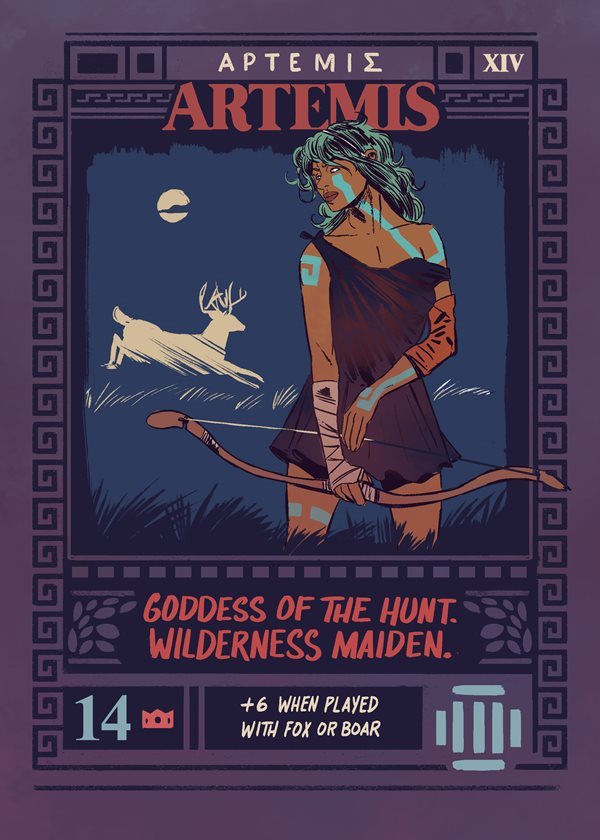 ΑΡΤΕΜΙΣ
XIV
ARTEMIS
GODDESS OF THE HUNT.
WILDERNESS MAIDEN.
14
+6 WHEN PLAYED
WITH FOX OR BOAR